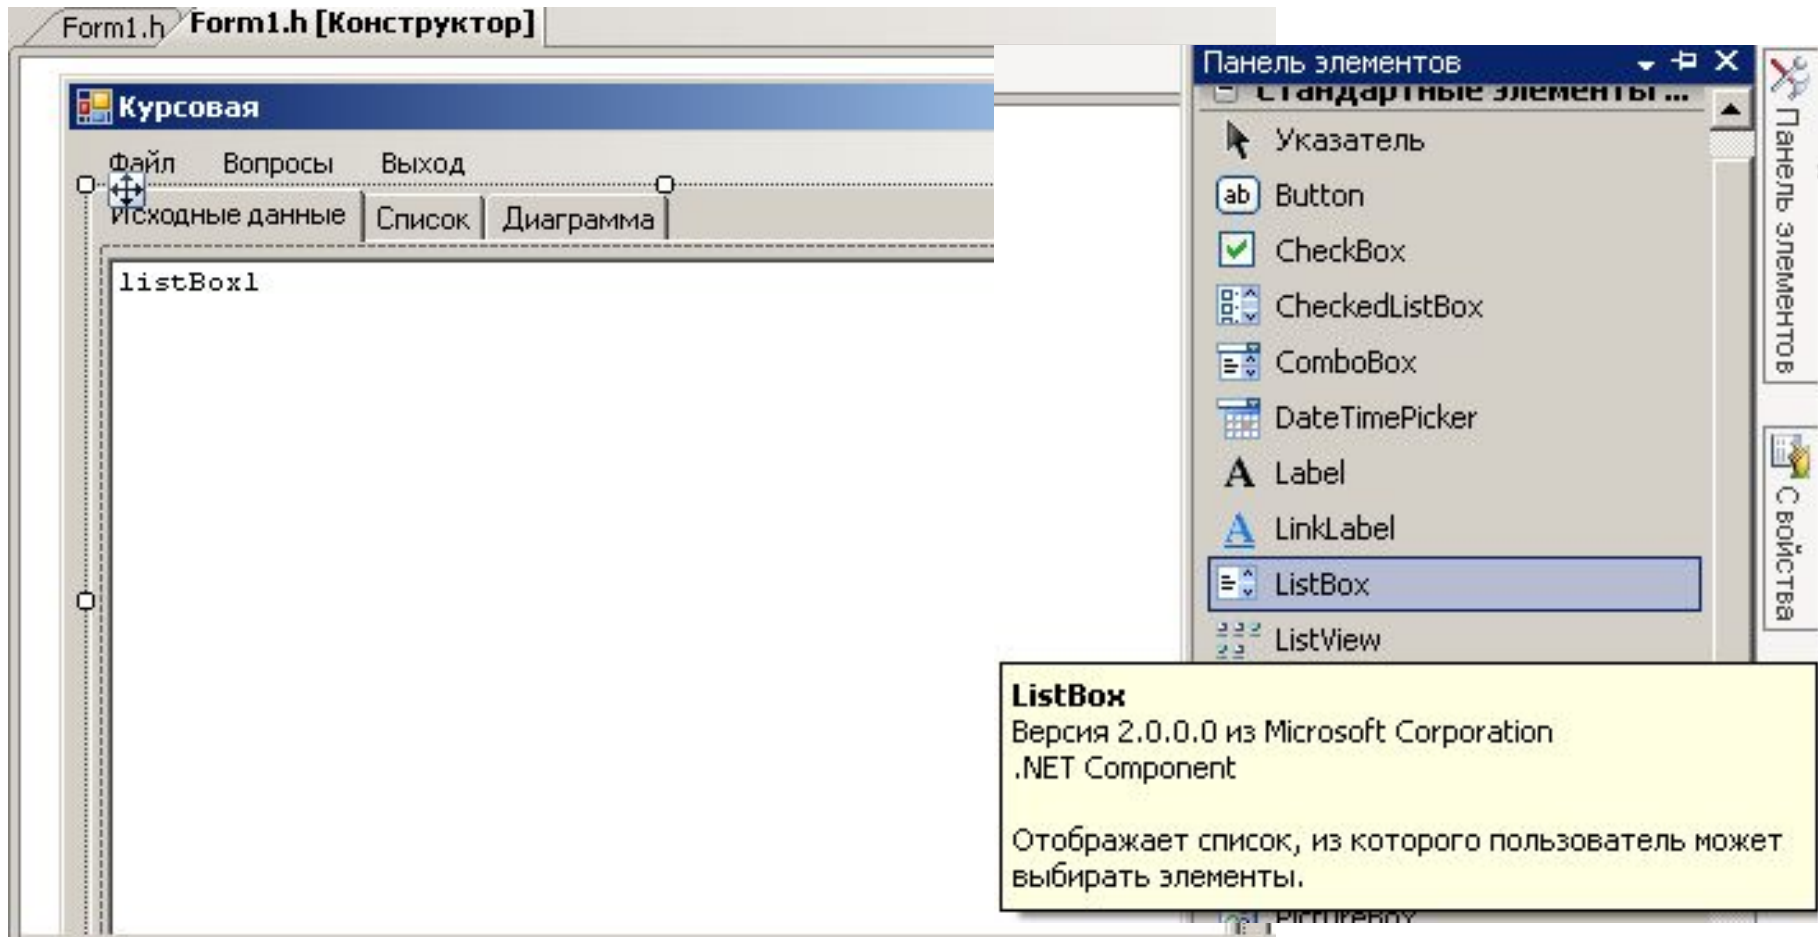 Form1.h
Form1.h [Конструктор]
Курсовая
Файл Вопросы Выход
Исходные данные Список Диаграмма
listBox1
Панель элементов
Стандартные элементы ...
Указатель
ab Button
CheckBox
CheckedListBox
ComboBox
DateTimePicker
A Label
A LinkLabel
ListBox
ListView
ListBox
Версия 2.0.0.0 из Microsoft Corporation
.NET Component
Отображает список, из которого пользователь может
выбирать элементы.
PictureBox
Панель элементов
Свойства